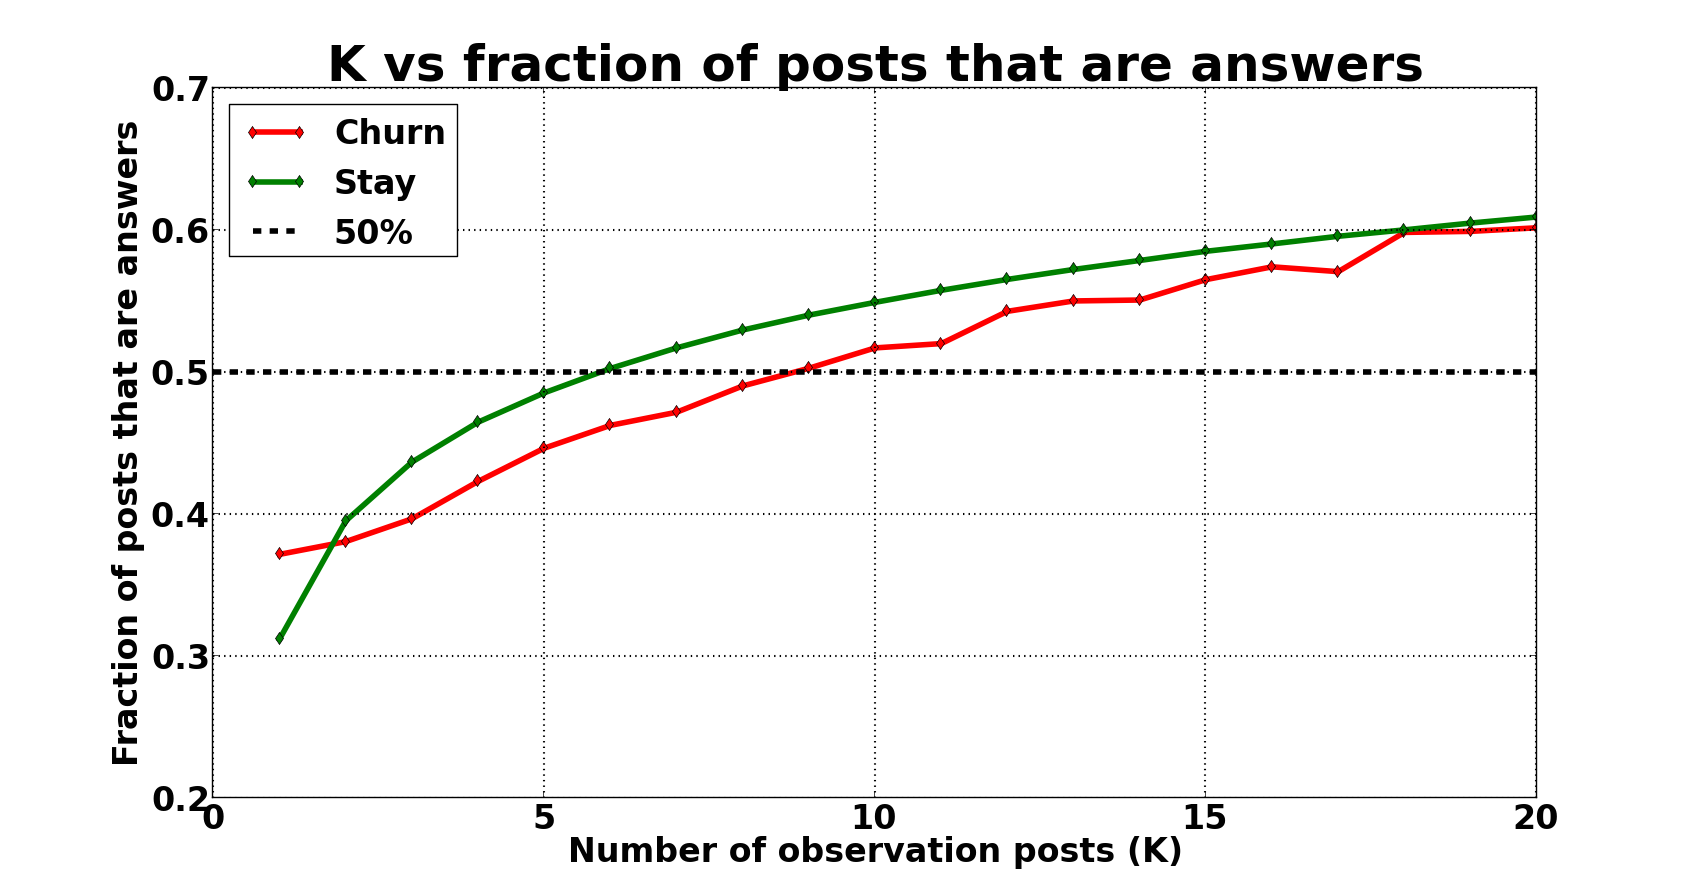 K vs fraction of posts that are answers
Churn
Stay
50%
Fraction of posts that are answers
0.7
0.6
0.5
0.4
0.3
0.2
0 5 10 15 20
Number of observation posts (K)